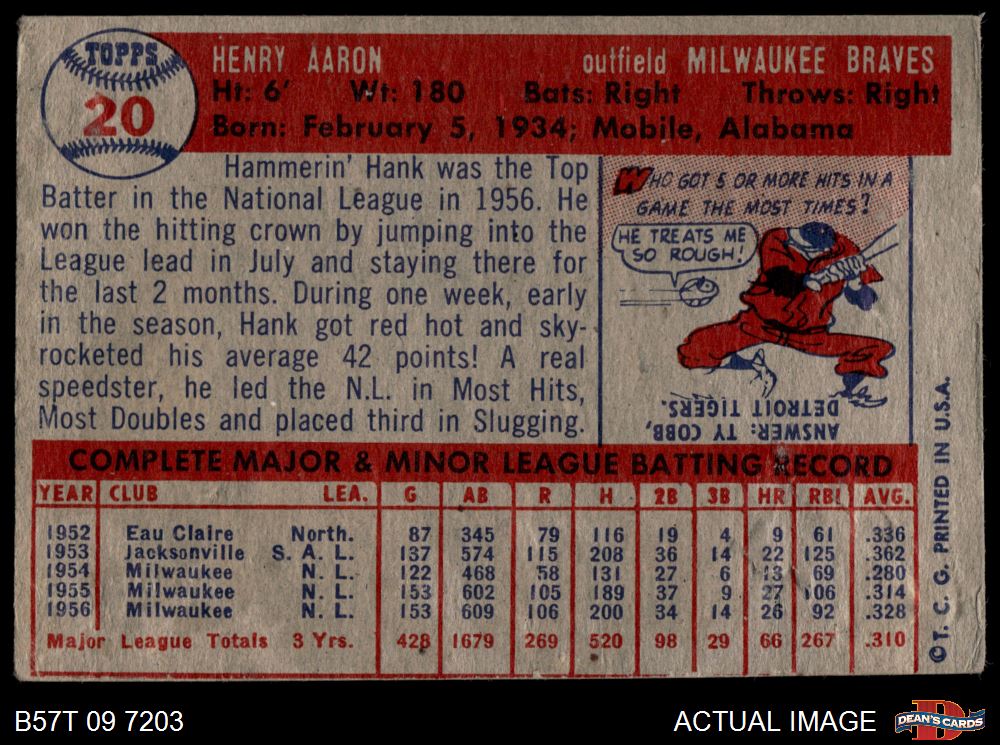 TOPPS
20
HENRY AARON outfield MILWAUKEE BRAVES
Ht: 6' Wt: 180 Bats: Right Throws: Right
Born: February 5, 1934; Mobile, Alabama
Hammerin' Hank was the Top
Batter in the National League in 1956. He
won the hitting crown by jumping into the
League lead in July and staying there for
the last 2 months. During one week, early
in the season, Hank got red hot and sky-
rocketed his average 42 points! A real
speedster, he led the N.L. in Most Hits,
Most Doubles and placed third in Slugging.
WHO GOT 5 OR MORE HITS IN A
GAME THE MOST TIMES?
HE TREATS ME
SO ROUGH!
ANSWER: TY COBB,
DETROIT TIGERS.
COMPLETE MAJOR & MINOR LEAGUE BATTING RECORD
YEAR CLUB LEA. G AB R H 2B 3B HR RBI AVG.
1952 Eau Claire North. 87 345 79 116 19 4 9 61 .336
1953 Jacksonville S. A. L. 137 574 115 208 36 14 22 125 .362
1954 Milwaukee N. L. 122 468 58 131 27 6 13 69 .280
1955 Milwaukee N. L. 153 602 105 189 37 9 27 106 .314
1956 Milwaukee N. L. 153 609 106 200 34 14 26 92 .328
Major League Totals 3 Yrs. 428 1679 269 520 98 29 66 267 .310
©T. C. G. PRINTED IN U.S.A.
B57T 09 7203 ACTUAL IMAGE
DEAN'S CARDS